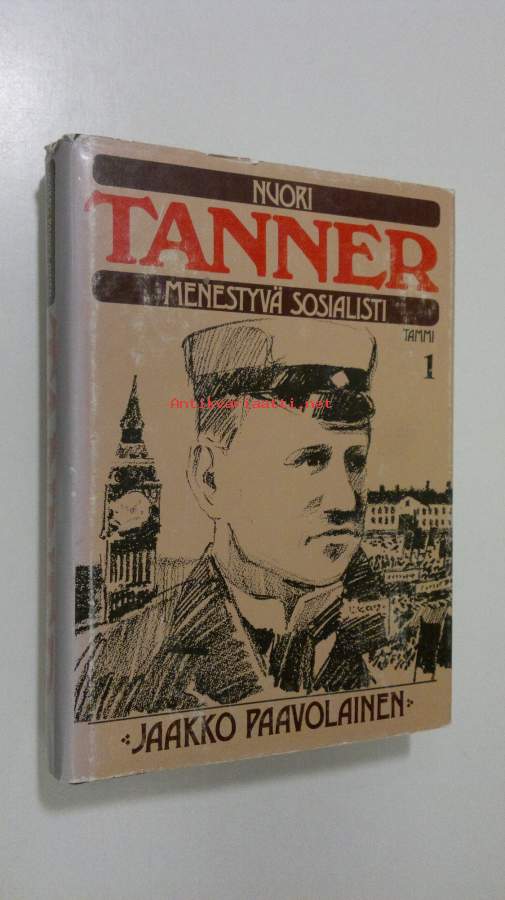 NUORI
TANNER
MENESTYVÄ SOSIALISTI
TAMMI
1
Antikvariaatti.net
JAAKKO PAAVOLAINEN